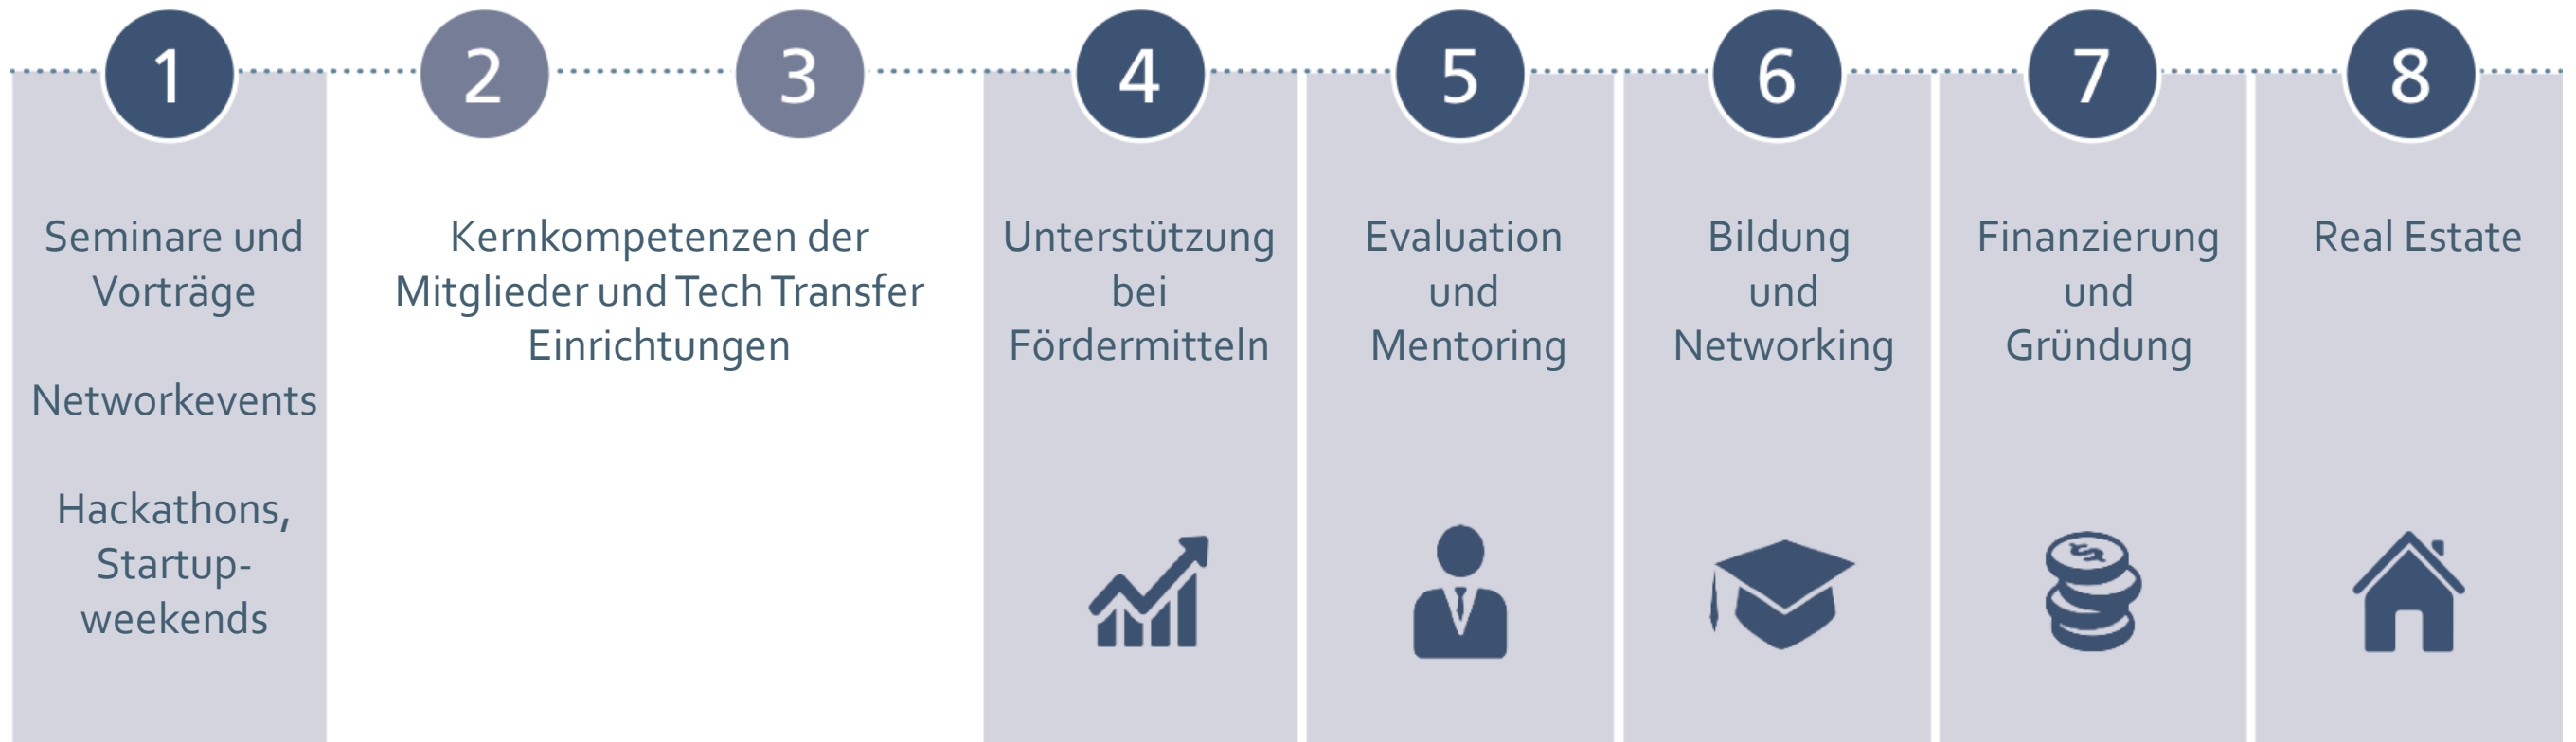 1
Seminare und
Vorträge
Networkevents
Hackathons,
Startup-
weekends
2
3
Kernkompetenzen der
Mitglieder und Tech Transfer
Einrichtungen
4
Unterstützung
bei
Fördermitteln
5
Evaluation
und
Mentoring
6
Bildung
und
Networking
7
Finanzierung
und
Gründung
8
Real Estate